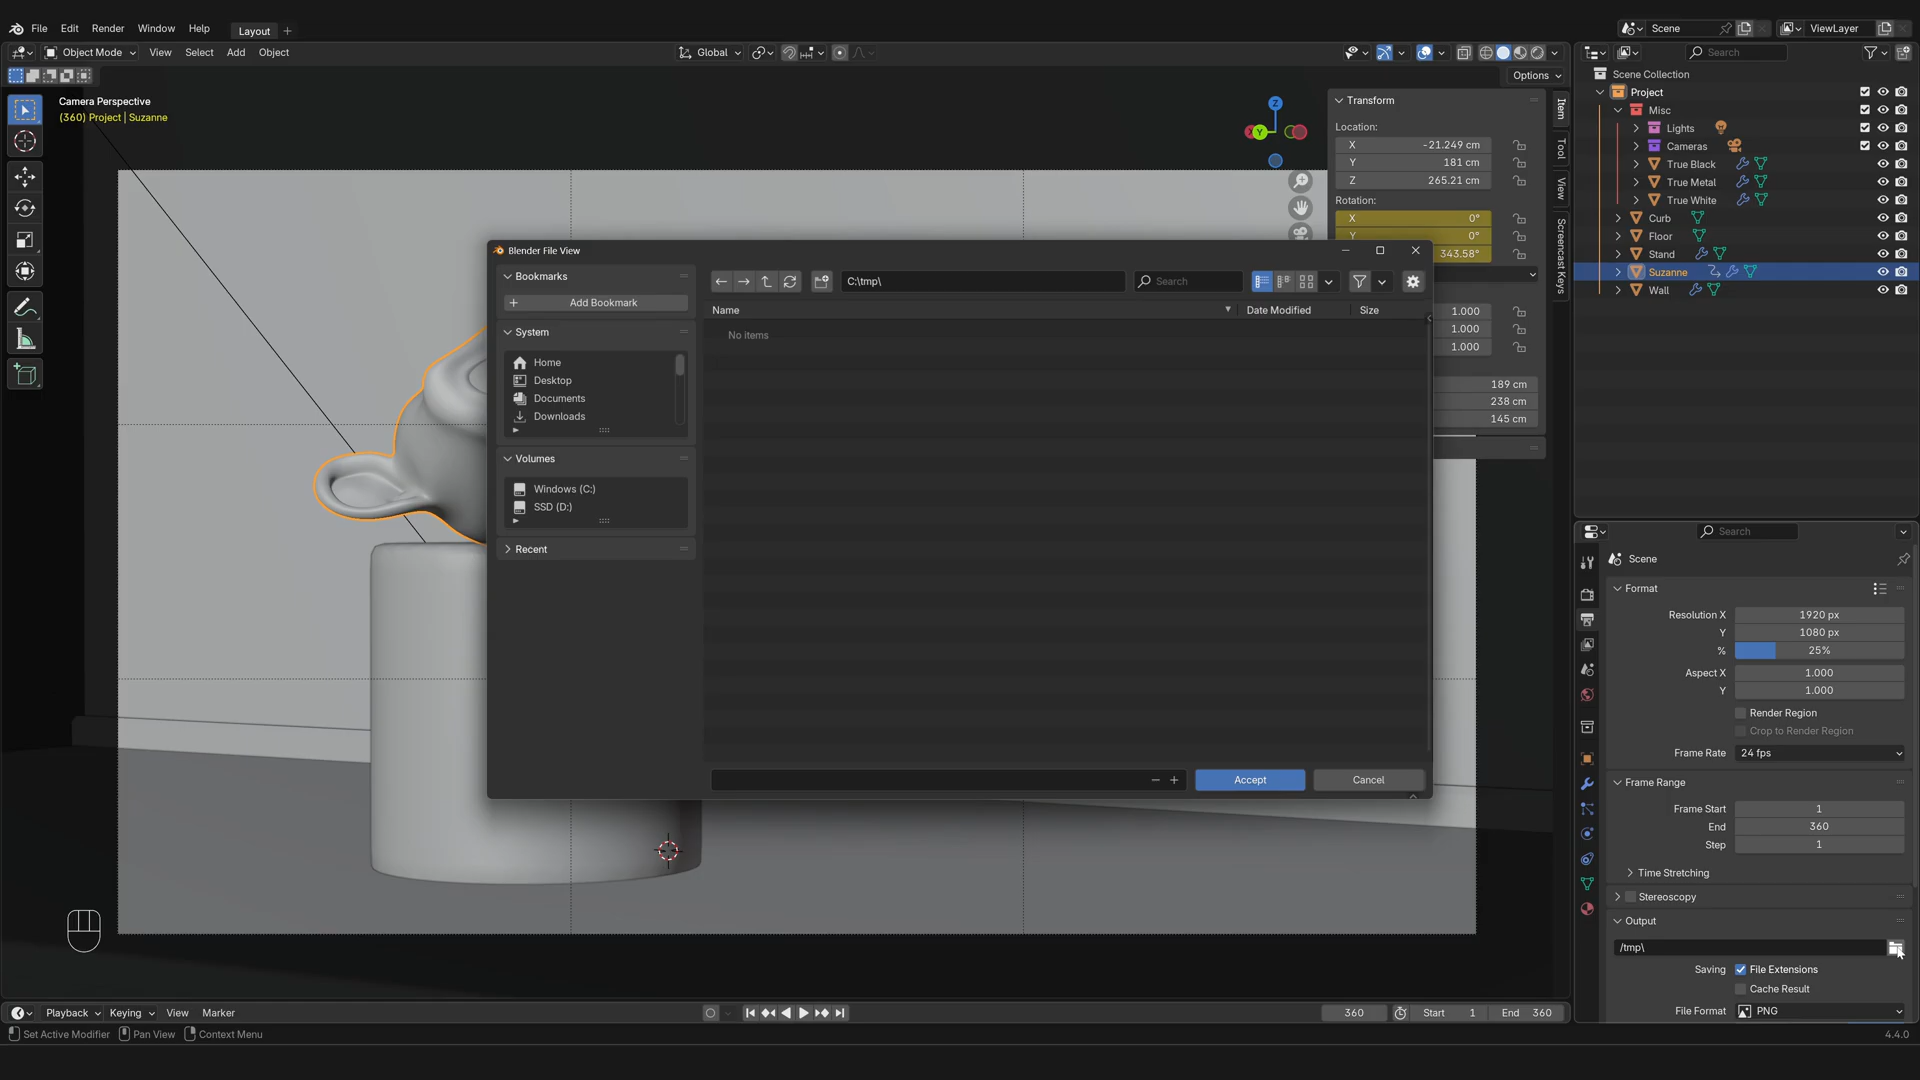 File Edit Render Window Help Layout + Scene ViewLayer
Object Mode View Select Add Object Global Search
Options
Camera Perspective
(360) Project | Suzanne
Z
Y
Transform
Location:
X -21.249 cm
Y 181 cm
Z 265.21 cm
Rotation:
X 0°
Y 0°
343.58°
1.000
1.000
1.000
189 cm
238 cm
145 cm
Item
Tool
View
Screencast Keys
Blender File View
Bookmarks
+ Add Bookmark
System
Home
Desktop
Documents
Downloads
Volumes
Windows (C:)
SSD (D:)
Recent
C:\tmp\ Search
Name Date Modified Size
No items
Accept Cancel
Scene Collection
Project
Misc
Lights
Cameras
True Black
True Metal
True White
Curb
Floor
Stand
Suzanne
Wall
Search
Scene
Format
Resolution X 1920 px
Y 1080 px
% 25%
Aspect X 1.000
Y 1.000
Render Region
Crop to Render Region
Frame Rate 24 fps
Frame Range
Frame Start 1
End 360
Step 1
Time Stretching
Stereoscopy
Output
/tmp\
Saving File Extensions
Cache Result
File Format PNG
Playback Keying View Marker 360 Start 1 End 360
Set Active Modifier Pan View Context Menu 4.4.0